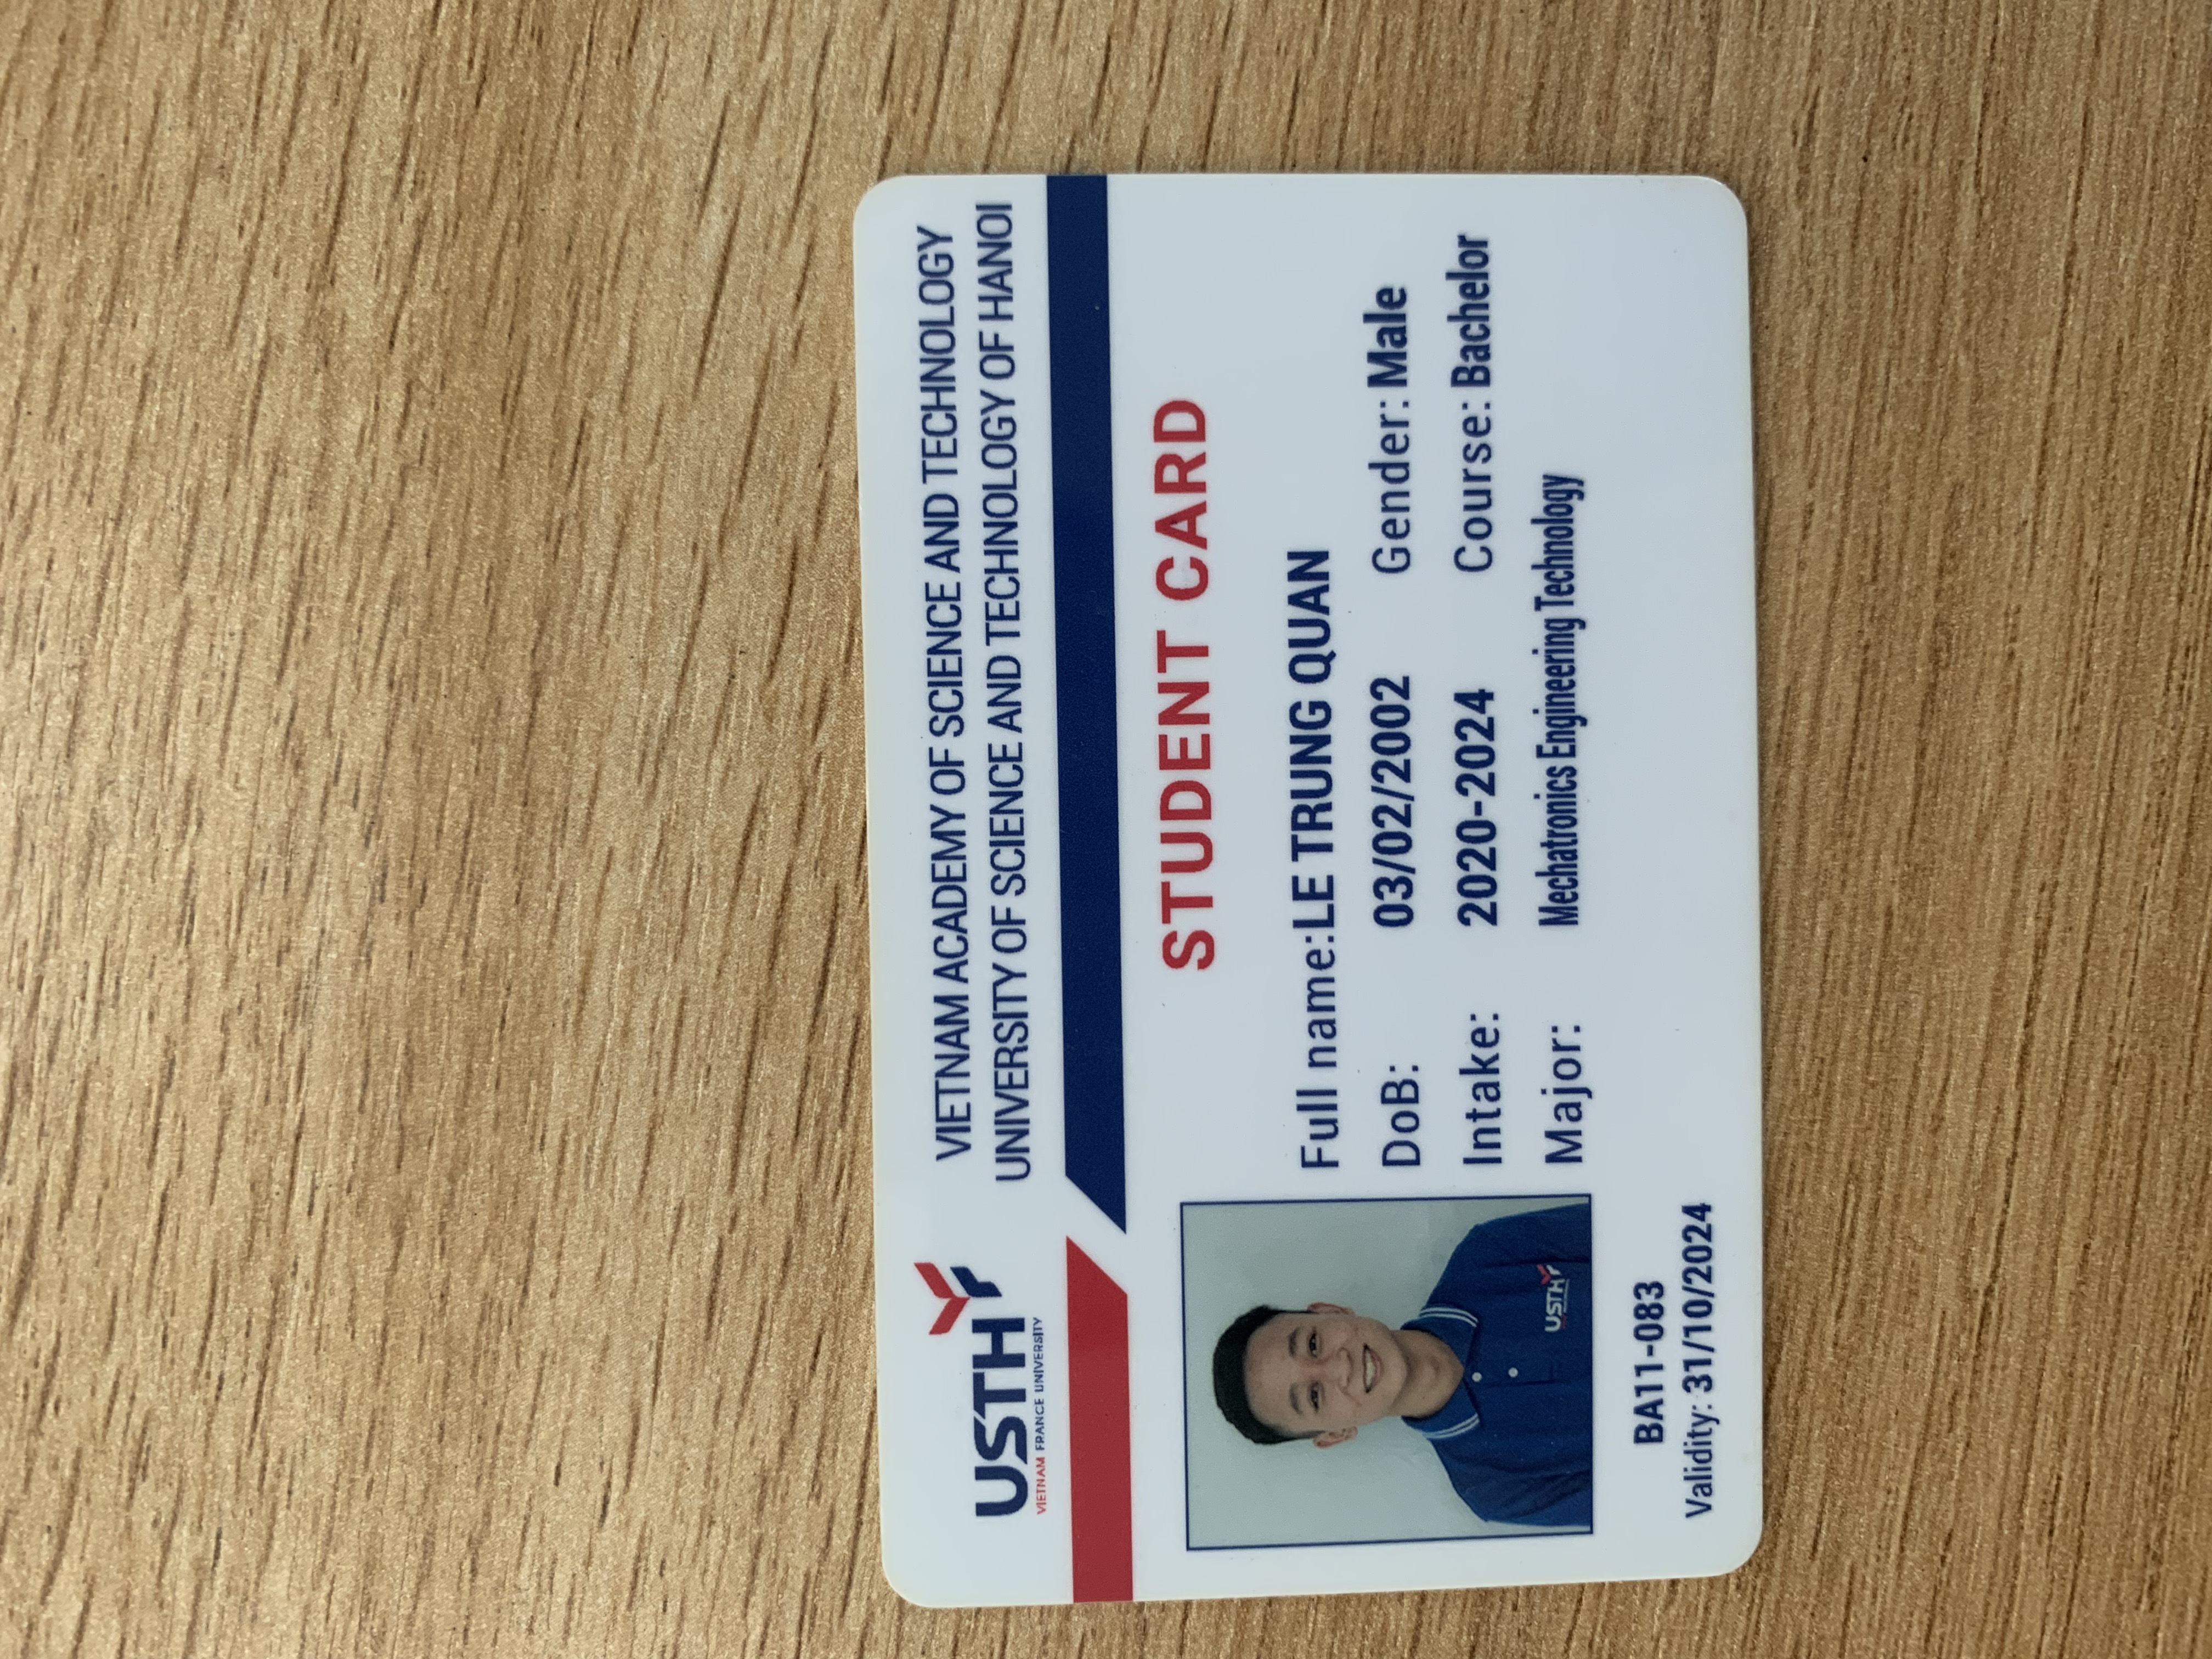 USTH
VIETNAM FRANCE UNIVERSITY
VIETNAM ACADEMY OF SCIENCE AND TECHNOLOGY
UNIVERSITY OF SCIENCE AND TECHNOLOGY OF HANOI
STUDENT CARD
Full name:LE TRUNG QUAN
DoB: 03/02/2002 Gender: Male
Intake: 2020-2024 Course: Bachelor
Major: Mechatronics Engineering Technology
USTH
BA11-083
Validity: 31/10/2024